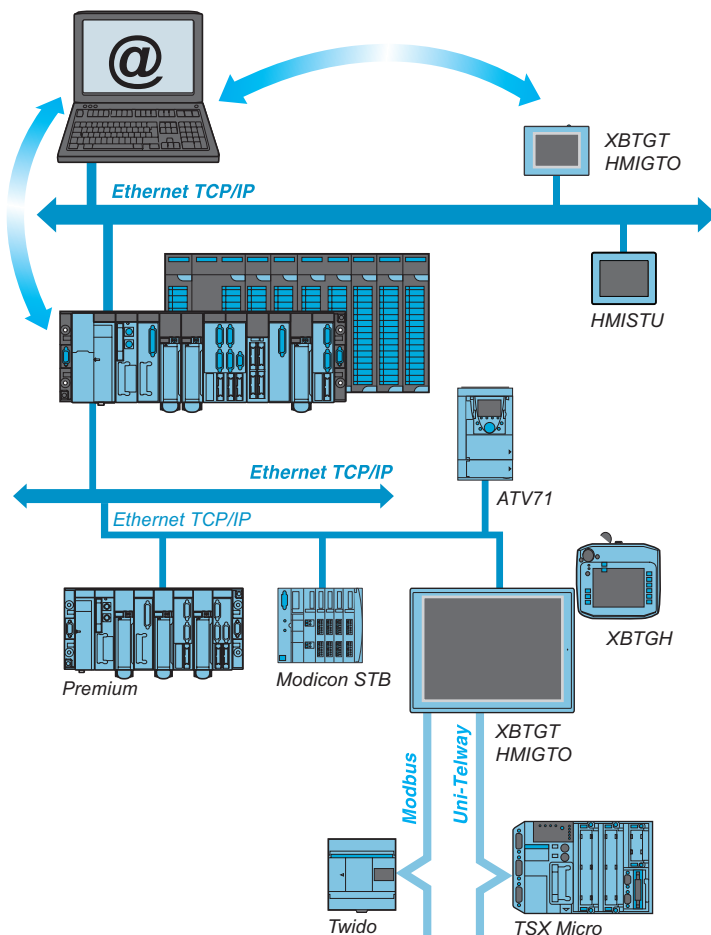 @
XBTGT
HMIGTO
Ethernet TCP/IP
HMISTU
Ethernet TCP/IP
ATV71
Ethernet TCP/IP
XBTGH
Premium
Modicon STB
XBTGT
HMIGTO
Modbus
Uni-Telway
Twido
TSX Micro